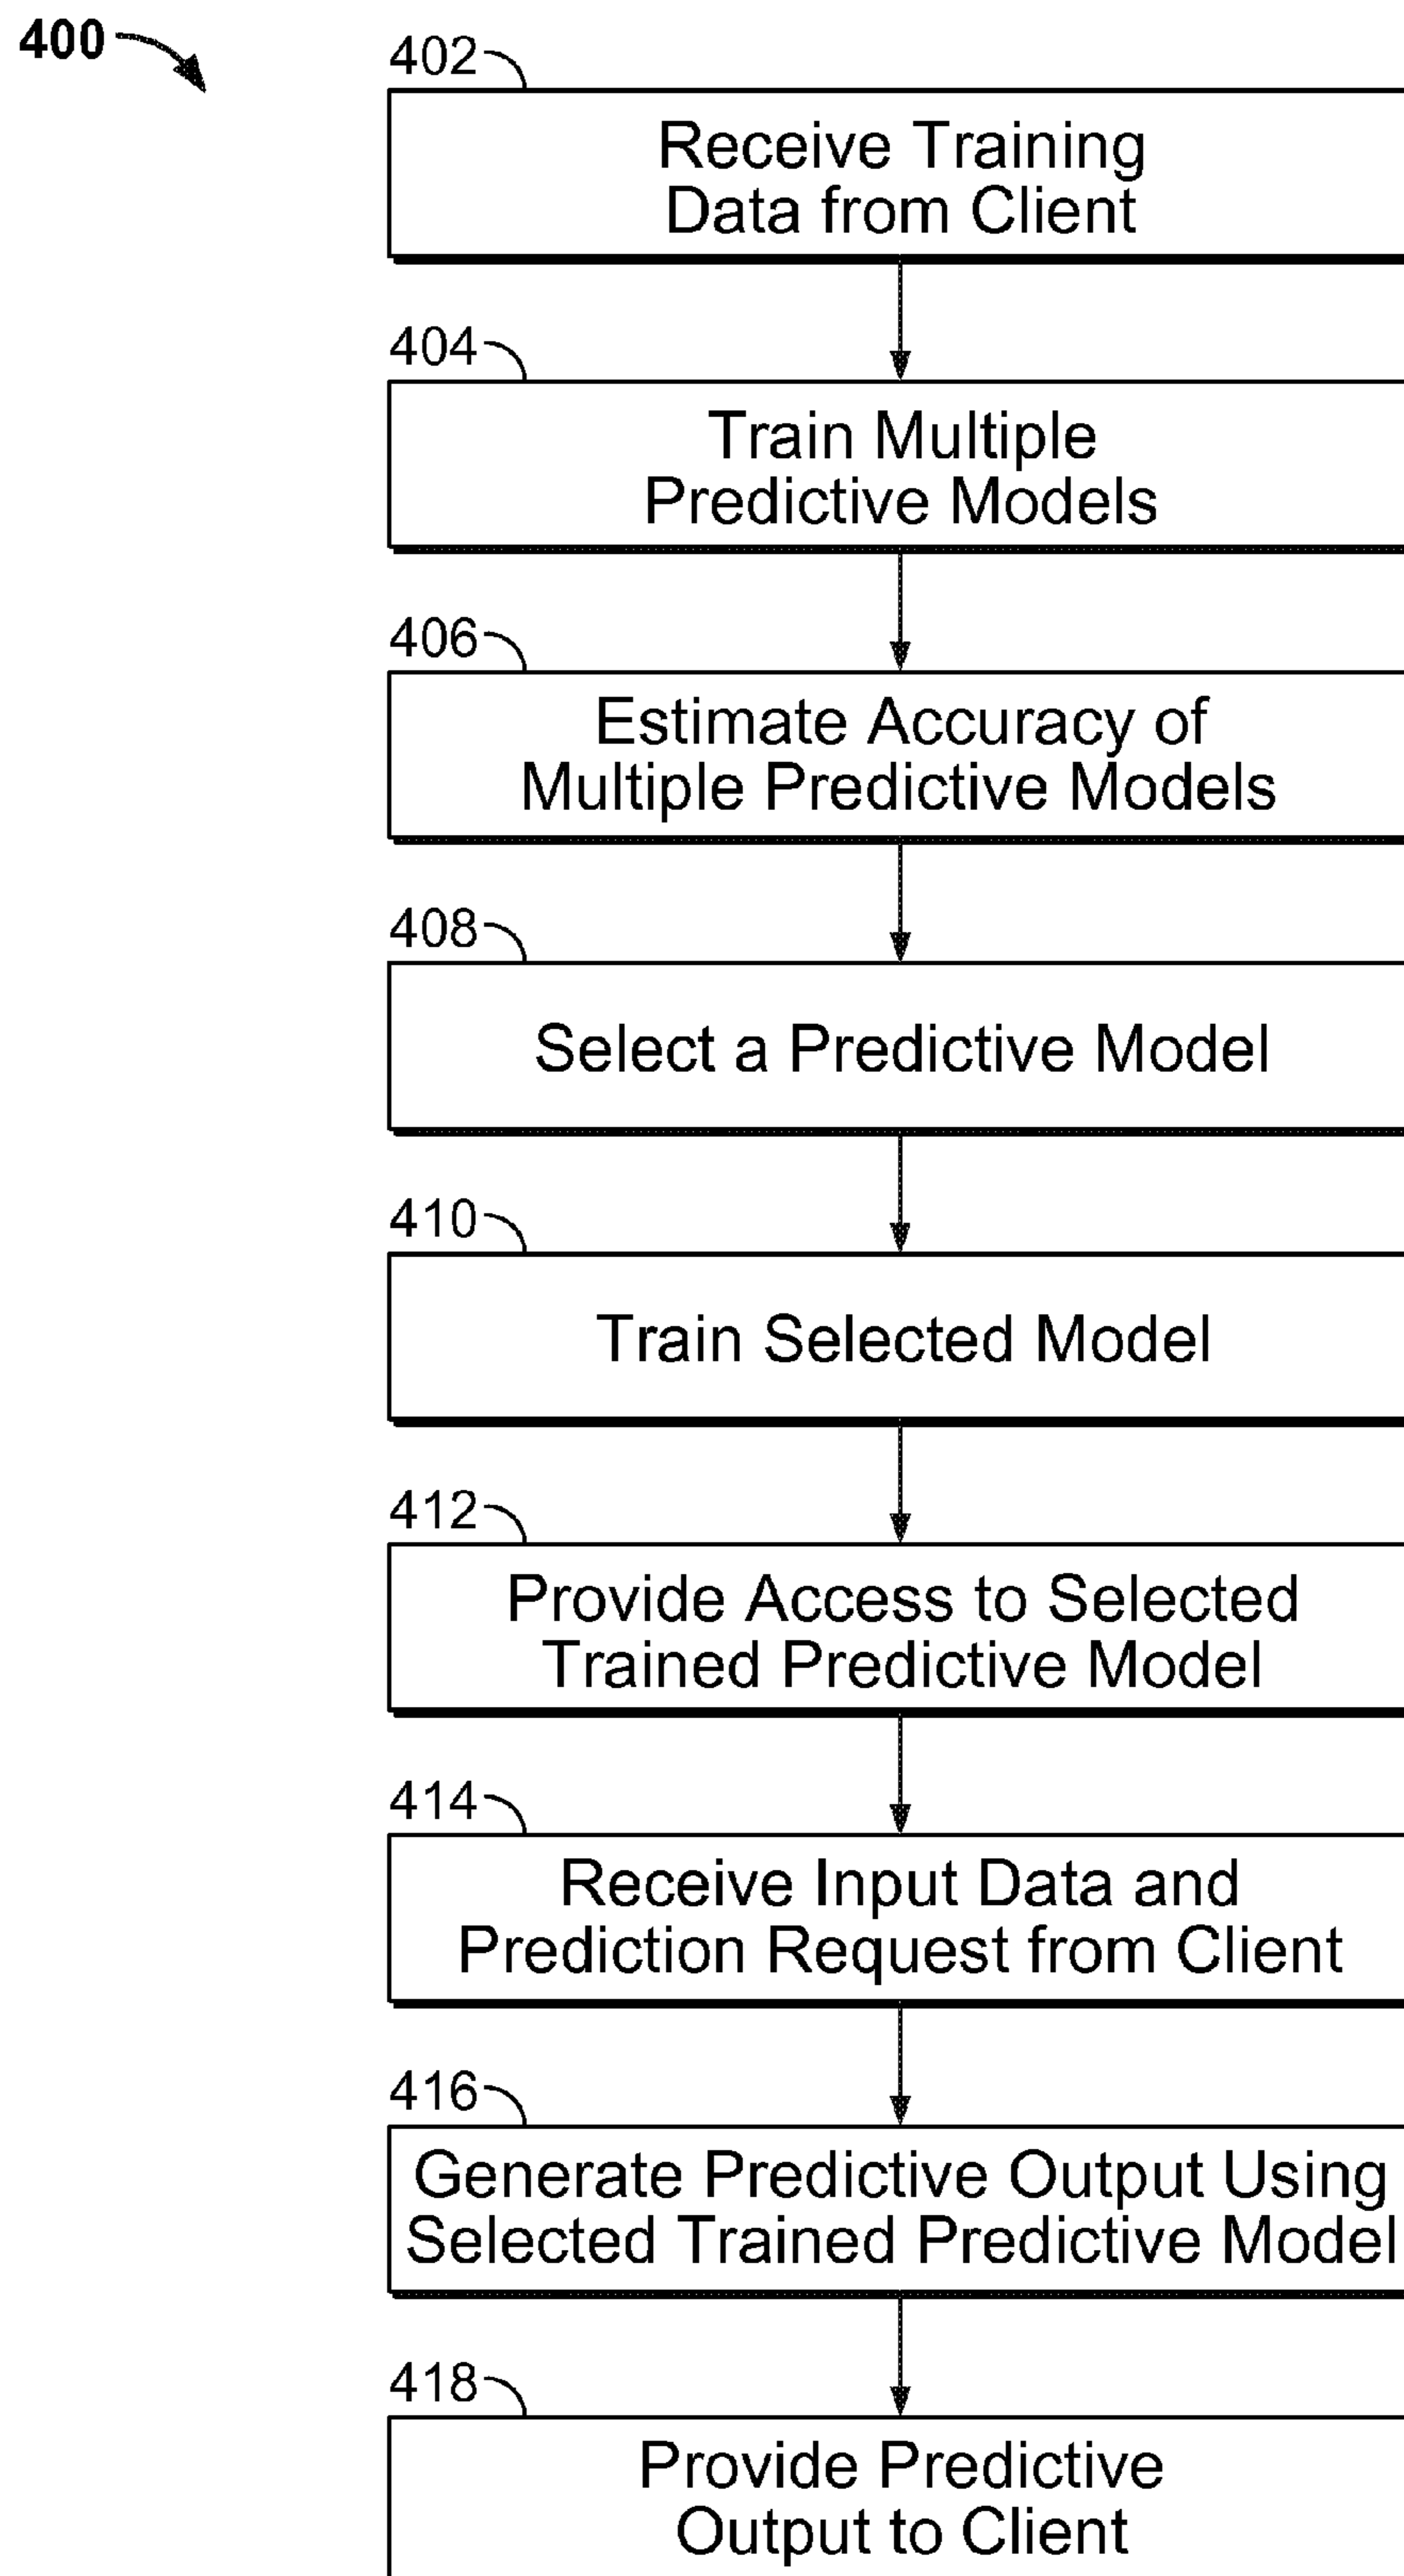 400
402
Receive Training
Data from Client
404
Train Multiple
Predictive Models
406
Estimate Accuracy of
Multiple Predictive Models
408
Select a Predictive Model
410
Train Selected Model
412
Provide Access to Selected
Trained Predictive Model
414
Receive Input Data and
Prediction Request from Client
416
Generate Predictive Output Using
Selected Trained Predictive Model
418
Provide Predictive
Output to Client